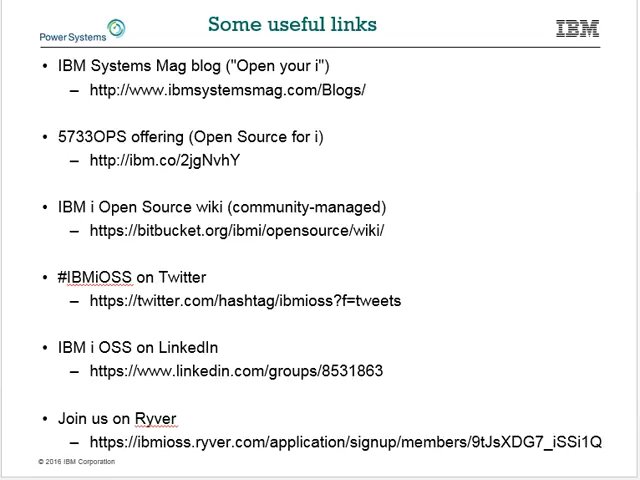 Power Systems
Some useful links
IBM
• IBM Systems Mag blog ("Open your i")
– http://www.ibmsystemsmag.com/Blogs/
• 5733OPS offering (Open Source for i)
– http://ibm.co/2jgNvhY
• IBM i Open Source wiki (community-managed)
– https://bitbucket.org/ibmi/opensource/wiki/
• #IBMiOSS on Twitter
– https://twitter.com/hashtag/ibmioss?f=tweets
• IBM i OSS on LinkedIn
– https://www.linkedin.com/groups/8531863
• Join us on Ryver
– https://ibmioss.ryver.com/application/signup/members/9tJsXDG7_iSSi1Q
© 2016 IBM Corporation